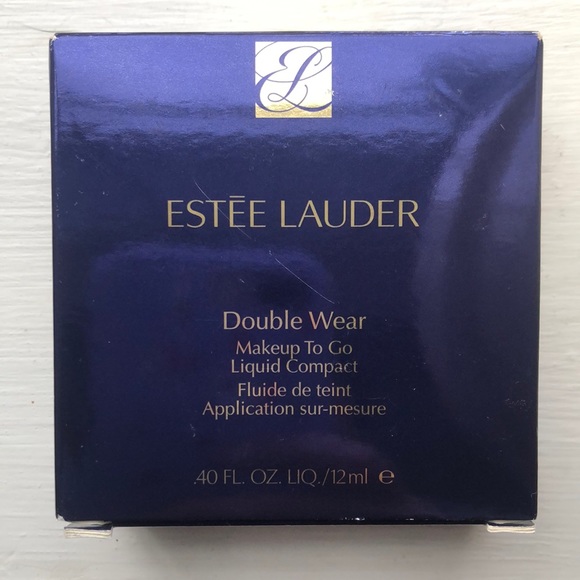 EL
ESTĒE LAUDER
Double Wear
Makeup To Go
Liquid Compact
Fluide de teint
Application sur-mesure
.40 FL. OZ. LIQ./12ml ℮